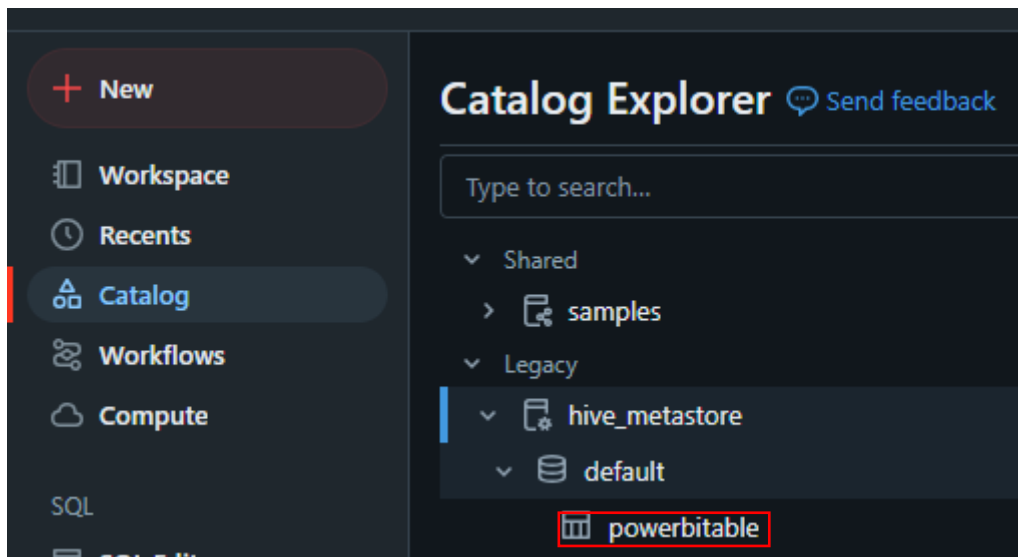 New
Workspace
Recents
Catalog
Workflows
Compute
SQL
Catalog Explorer Send feedback
Type to search...
Shared
samples
Legacy
hive_metastore
default
powerbitable